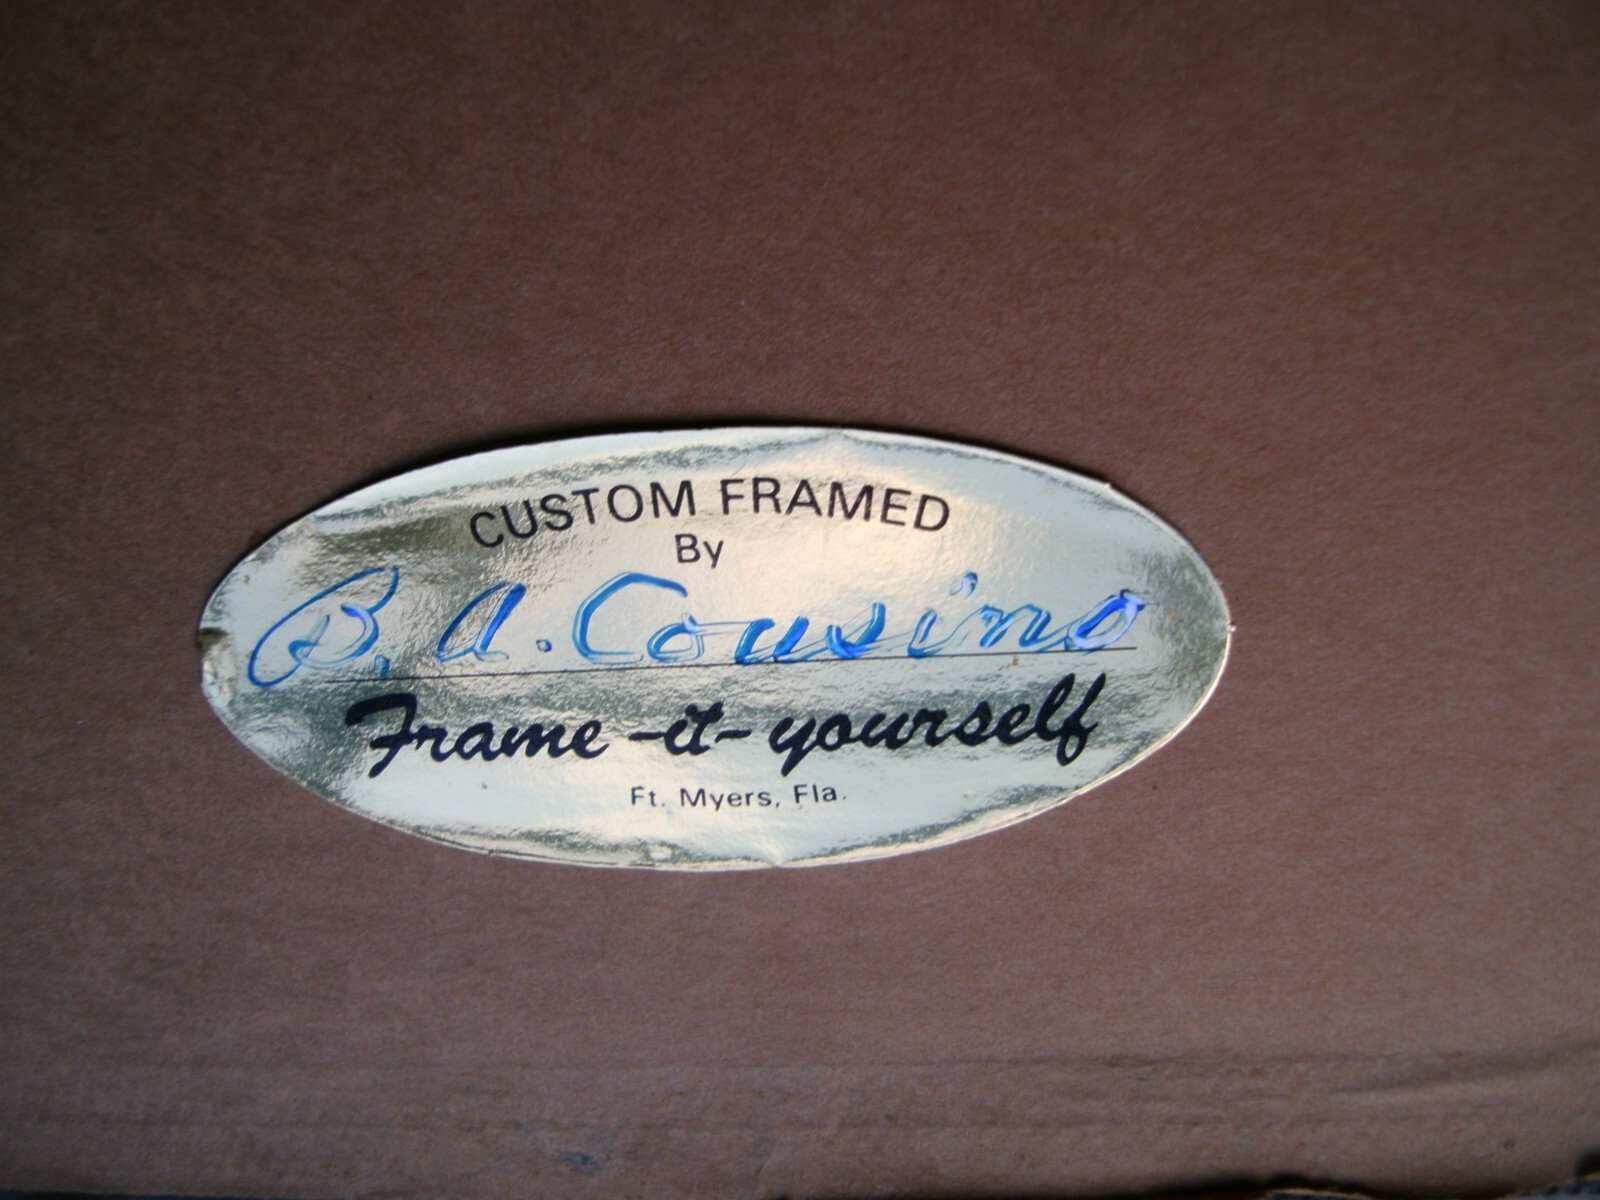 CUSTOM FRAMED
By
B. A. Cousino
Frame-it-yourself
Ft. Myers, Fla.